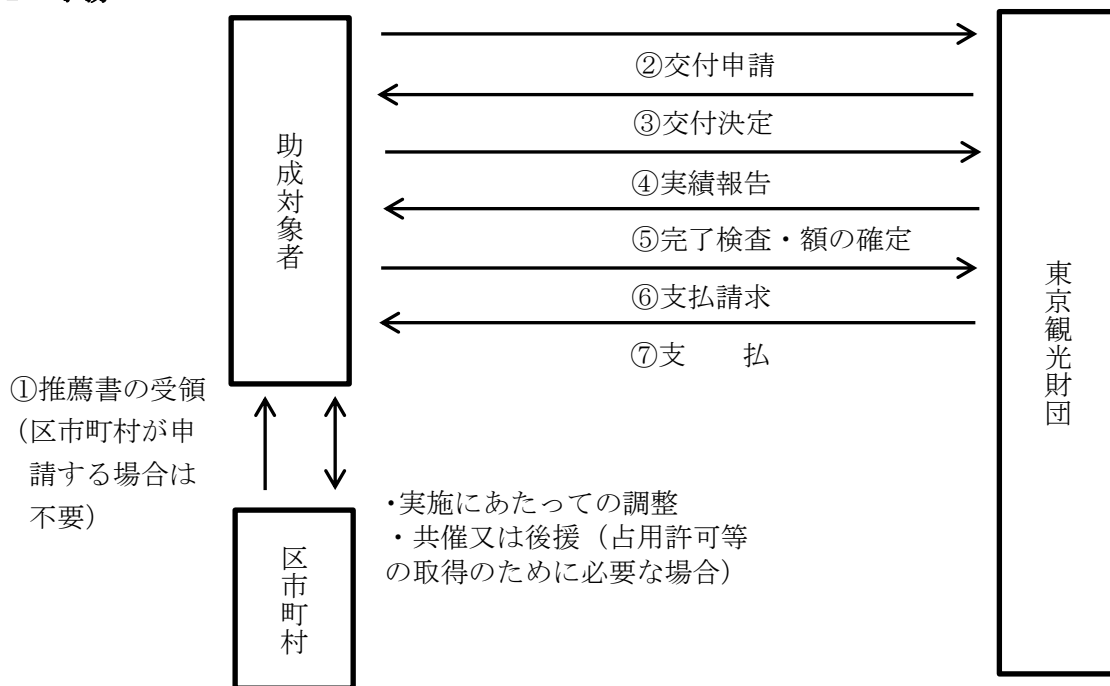 助成対象者
②交付申請
③交付決定
④実績報告
⑤完了検査・額の確定
⑥支払請求
⑦支　　払
東京観光財団
①推薦書の受領
（区市町村が申
請する場合は
不要）
・実施にあたっての調整
・共催又は後援（占用許可等
の取得のために必要な場合）
区市町村